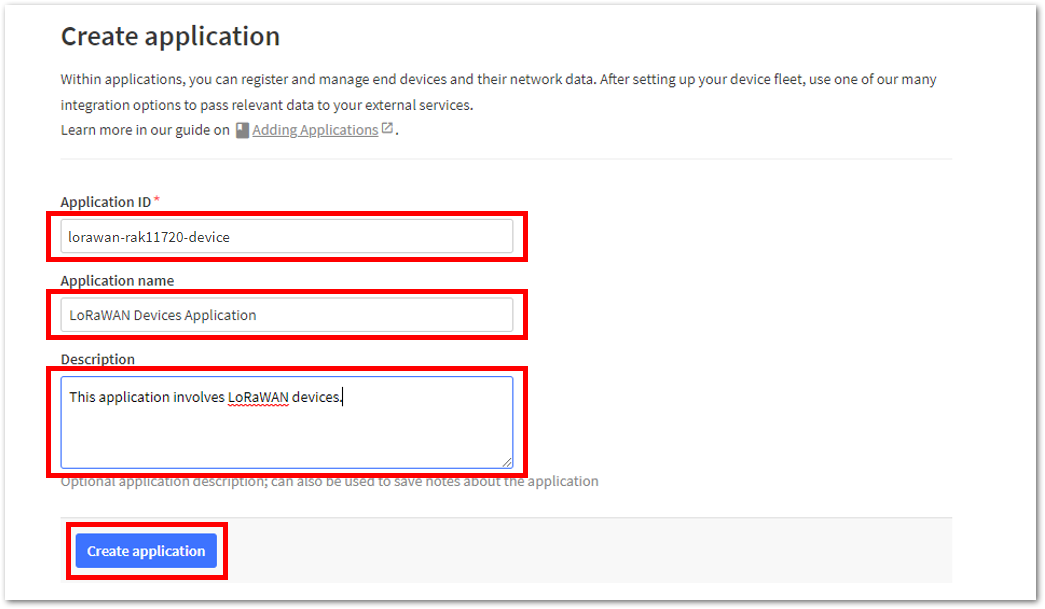 Create application
Within applications, you can register and manage end devices and their network data. After setting up your device fleet, use one of our many
integration options to pass relevant data to your external services.
Learn more in our guide on Adding Applications.
Application ID*
lorawan-rak11720-device
Application name
LoRaWAN Devices Application
Description
This application involves LoRaWAN devices.
Optional application description; can also be used to save notes about the application
Create application